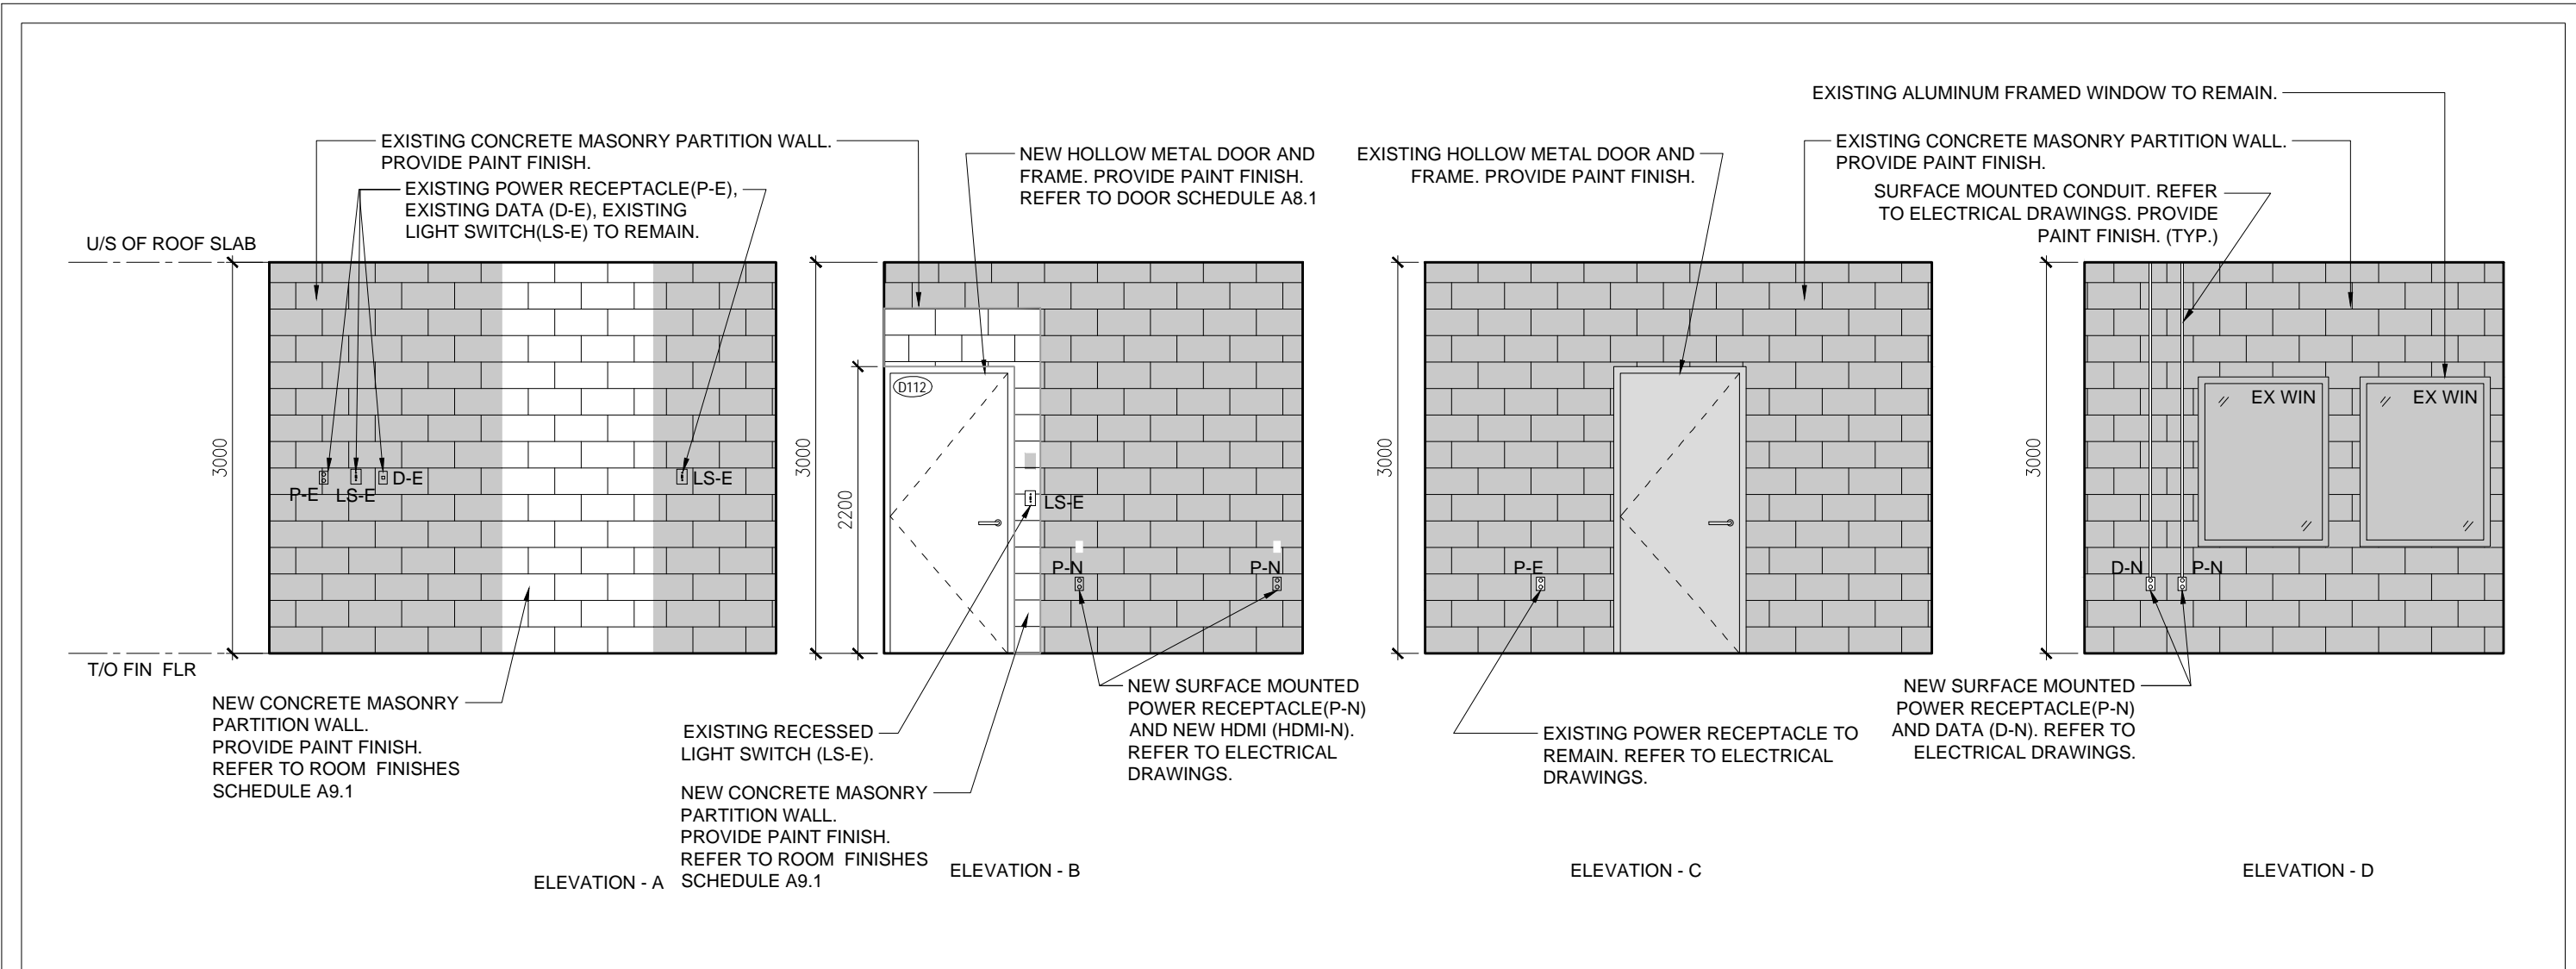 EXISTING ALUMINUM FRAMED WINDOW TO REMAIN.
EXISTING CONCRETE MASONRY PARTITION WALL.
PROVIDE PAINT FINISH.
EXISTING POWER RECEPTACLE(P-E),
EXISTING DATA (D-E), EXISTING
LIGHT SWITCH(LS-E) TO REMAIN.
NEW HOLLOW METAL DOOR AND
FRAME. PROVIDE PAINT FINISH.
REFER TO DOOR SCHEDULE A8.1
EXISTING HOLLOW METAL DOOR AND
FRAME. PROVIDE PAINT FINISH.
EXISTING CONCRETE MASONRY PARTITION WALL.
PROVIDE PAINT FINISH.
SURFACE MOUNTED CONDUIT. REFER
TO ELECTRICAL DRAWINGS. PROVIDE
PAINT FINISH. (TYP.)
U/S OF ROOF SLAB
3000
P-E
LS-E
D-E
LS-E
T/O FIN FLR
3000
2200
D112
LS-E
P-N
P-N
3000
P-E
3000
EX WIN
EX WIN
D-N
P-N
NEW CONCRETE MASONRY
PARTITION WALL.
PROVIDE PAINT FINISH.
REFER TO ROOM FINISHES
SCHEDULE A9.1
EXISTING RECESSED
LIGHT SWITCH (LS-E).
NEW CONCRETE MASONRY
PARTITION WALL.
PROVIDE PAINT FINISH.
REFER TO ROOM FINISHES
SCHEDULE A9.1
NEW SURFACE MOUNTED
POWER RECEPTACLE(P-N)
AND NEW HDMI (HDMI-N).
REFER TO ELECTRICAL
DRAWINGS.
EXISTING POWER RECEPTACLE TO
REMAIN. REFER TO ELECTRICAL
DRAWINGS.
NEW SURFACE MOUNTED
POWER RECEPTACLE(P-N)
AND DATA (D-N). REFER TO
ELECTRICAL DRAWINGS.
ELEVATION - A
ELEVATION - B
ELEVATION - C
ELEVATION - D